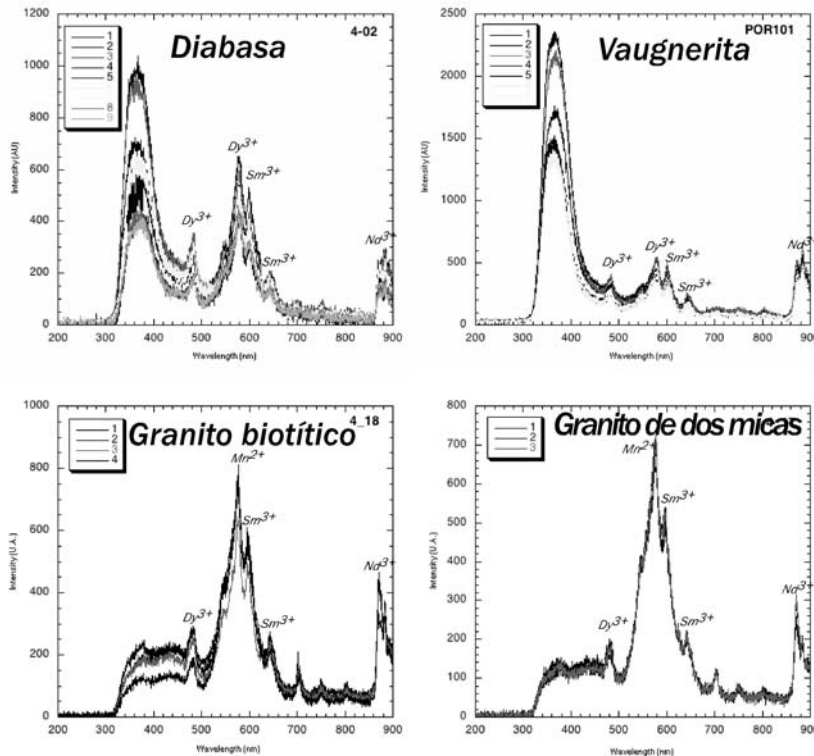 Diabasa
4-02
1
2
3
4
5
8
9
Intensity (AU)
1200
1000
800
600
400
200
0
Dy3+
Dy3+
Sm3+
Sm3+
Nd3+
200 300 400 500 600 700 800 900
Wavelength (nm)
Vaugnerita
POR101
1
2
3
4
5
Intensity (AU)
2500
2000
1500
1000
500
0
Dy3+
Dy3+
Sm3+
Sm3+
Nd3+
200 300 400 500 600 700 800 900
Wavelength (nm)
Granito biotítico
4_18
1
2
3
4
Intensity (U.A.)
1000
800
600
400
200
0
Dy3+
Mn2+
Sm3+
Sm3+
Nd3+
200 300 400 500 600 700 800 900
Wavelength (nm)
Granito de dos micas
1
2
3
Intensity (U.A.)
800
700
600
500
400
300
200
100
0
Dy3+
Mn2+
Sm3+
Sm3+
Nd3+
200 300 400 500 600 700 800 900
Wavelength (nm)